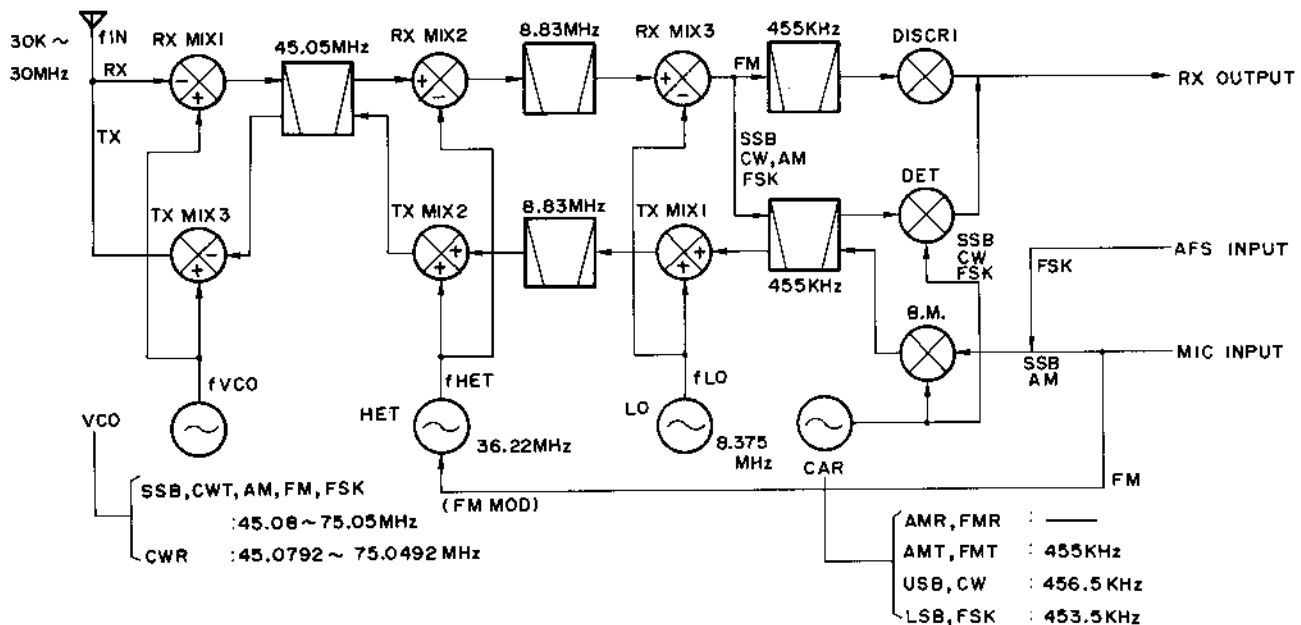 fIN
30K ~
30MHz
RX
TX
RX MIX1
45.05MHz
RX MIX2
8.83MHz
RX MIX3
FM
455KHz
DISCRI
RX OUTPUT
- +
+ -
+ -
SSB
CW, AM
FSK
TX MIX3
TX MIX2
8.83MHz
TX MIX1
455KHz
DET
SSB
CW
FSK
AFS INPUT
FSK
- +
+ +
+ +
B.M.
MIC INPUT
SSB
AM
fVCO
fHET
fLO
VCO
HET
36.22MHz
LO
8.375
MHz
CAR
FM
(FM MOD)
SSB, CWT, AM, FM, FSK
:45.08~75.05MHz
CWR :45.0792~ 75.0492 MHz
AMR, FMR : ———
AMT, FMT : 455KHz
USB, CW : 456.5KHz
LSB, FSK : 453.5KHz